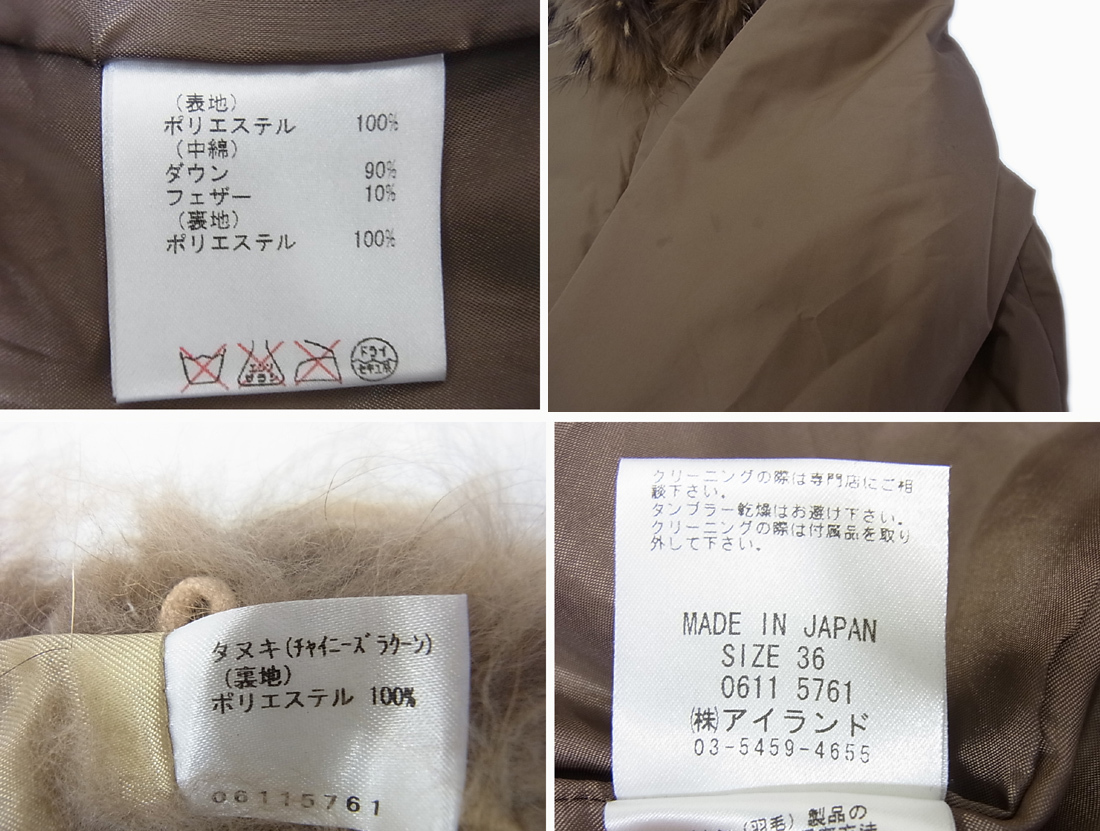 （表地）
ポリエステル 100%
（中綿）
ダウン 90%
フェザー 10%
（裏地）
ポリエステル 100%
エンソ
サラシ
ドライ
セキユ系
タヌキ(ﾁｬｲﾆｰｽﾞﾗｸｰﾝ)
（裏地）
ポリエステル 100%
06115761
クリーニングの際は専門店にご相
談下さい。
タンブラー乾燥はお避け下さい。
クリーニングの際は付属品を取り
外して下さい。
MADE IN JAPAN
SIZE 36
0611 5761
㈱アイランド
03-5459-4655
(羽毛) 製品の